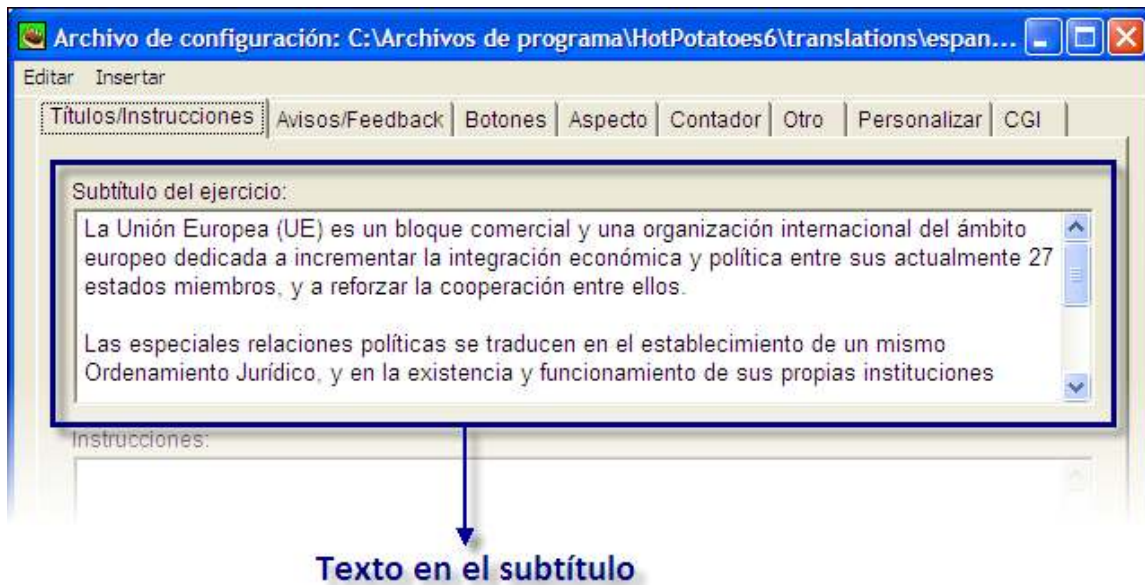 Archivo de configuración: C:\Archivos de programa\HotPotatoes6\translations\espan...
Editar Insertar
Títulos/Instrucciones Avisos/Feedback Botones Aspecto Contador Otro Personalizar CGI
Subtítulo del ejercicio:
La Unión Europea (UE) es un bloque comercial y una organización internacional del ámbito
europeo dedicada a incrementar la integración económica y política entre sus actualmente 27
estados miembros, y a reforzar la cooperación entre ellos.
Las especiales relaciones políticas se traducen en el establecimiento de un mismo
Ordenamiento Jurídico, y en la existencia y funcionamiento de sus propias instituciones
Instrucciones:
Texto en el subtítulo